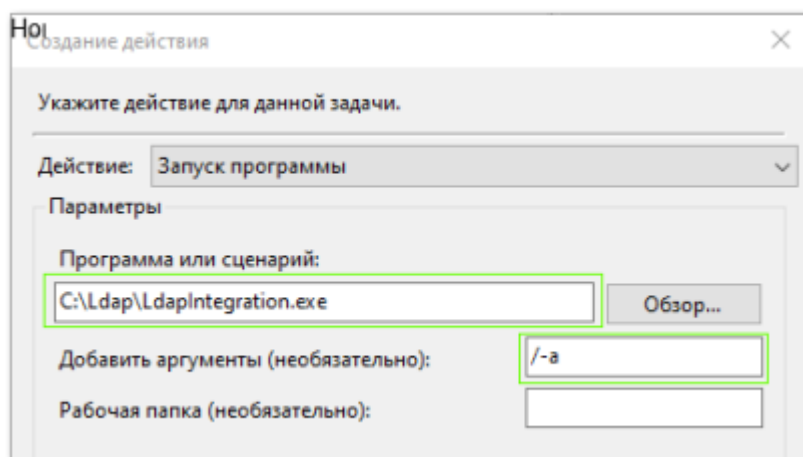 Создание действия
Укажите действие для данной задачи.
Действие: Запуск программы
Параметры
Программа или сценарий:
C:\Ldap\LdapIntegration.exe Обзор...
Добавить аргументы (необязательно): /-a
Рабочая папка (необязательно):